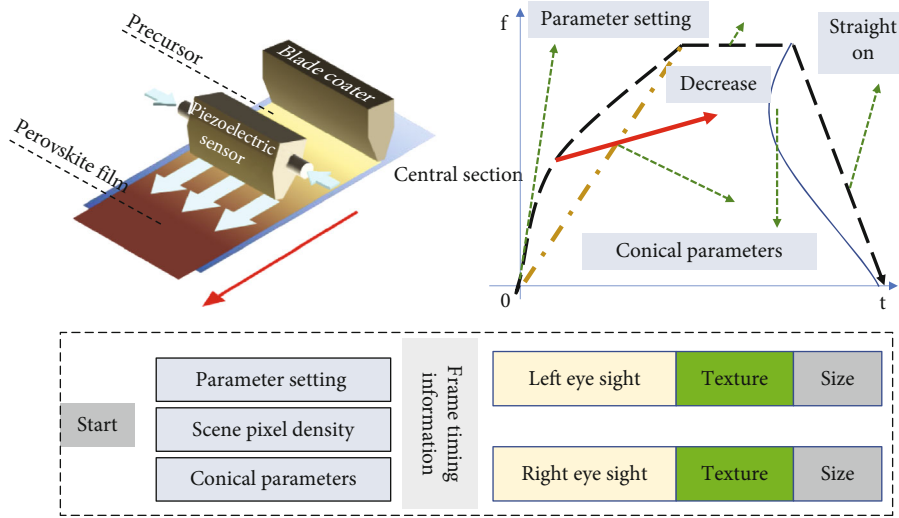 Precursor
Blade coater
Piezoelectric
sensor
Perovskite film
f
Parameter setting
Straight
on
Decrease
Central section
Conical parameters
0
t
Start
Parameter setting
Scene pixel density
Conical parameters
Frame timing
information
Left eye sight
Texture
Size
Right eye sight
Texture
Size